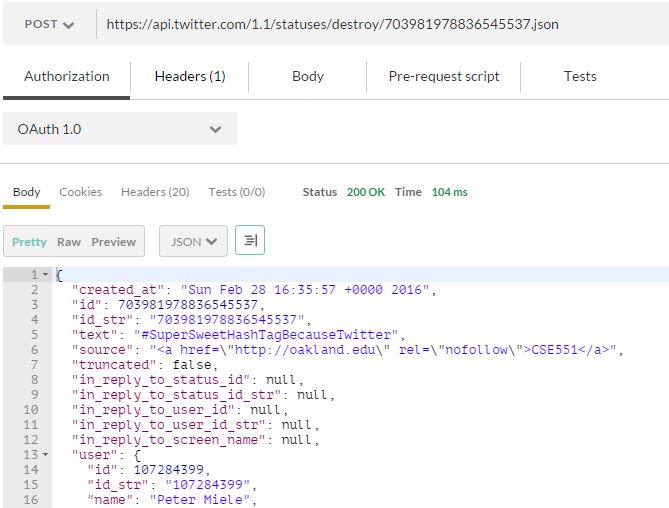 POST https://api.twitter.com/1.1/statuses/destroy/703981978836545537.json
Authorization Headers (1) Body Pre-request script Tests
OAuth 1.0
Body Cookies Headers (20) Tests (0/0) Status 200 OK Time 104 ms
Pretty Raw Preview JSON
1 {
2 "created_at": "Sun Feb 28 16:35:57 +0000 2016",
3 "id": 703981978836545537,
4 "id_str": "703981978836545537",
5 "text": "#SuperSweetHashTagBecauseTwitter",
6 "source": "<a href=\"http://oakland.edu\" rel=\"nofollow\">CSE551</a>",
7 "truncated": false,
8 "in_reply_to_status_id": null,
9 "in_reply_to_status_id_str": null,
10 "in_reply_to_user_id": null,
11 "in_reply_to_user_id_str": null,
12 "in_reply_to_screen_name": null,
13 "user": {
14 "id": 107284399,
15 "id_str": "107284399",
16 "name": "Peter Miele",